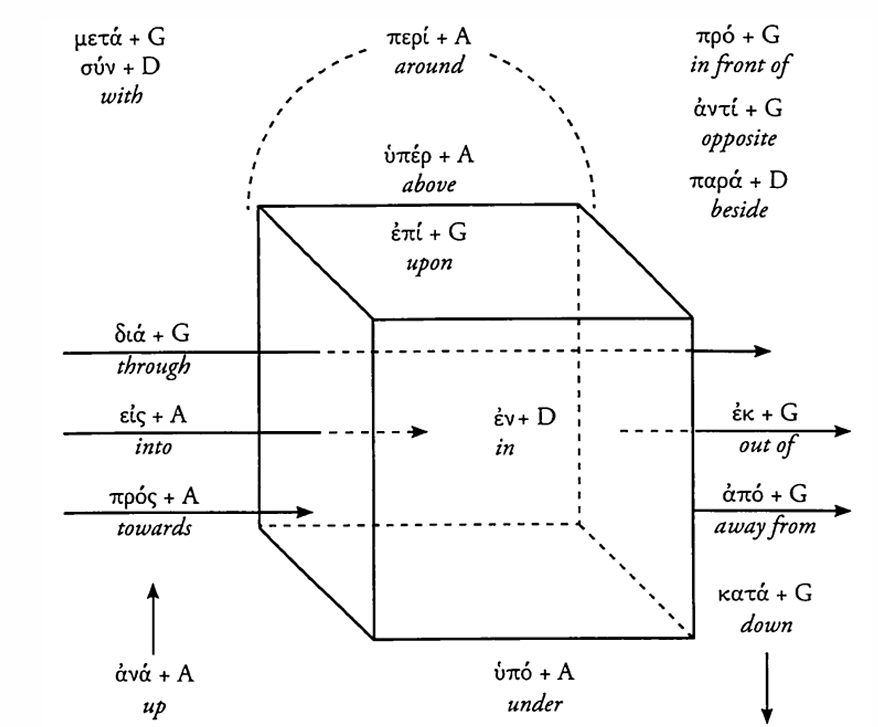 μετά + G
σύν + D
with
περί + A
around
πρό + G
in front of
ἀντί + G
opposite
παρά + D
beside
ὑπέρ + A
above
ἐπί + G
upon
διά + G
through
εἰς + A
into
πρός + A
towards
ἐν + D
in
ἐκ + G
out of
ἀπό + G
away from
κατά + G
down
ἀνά + A
up
ὑπό + A
under